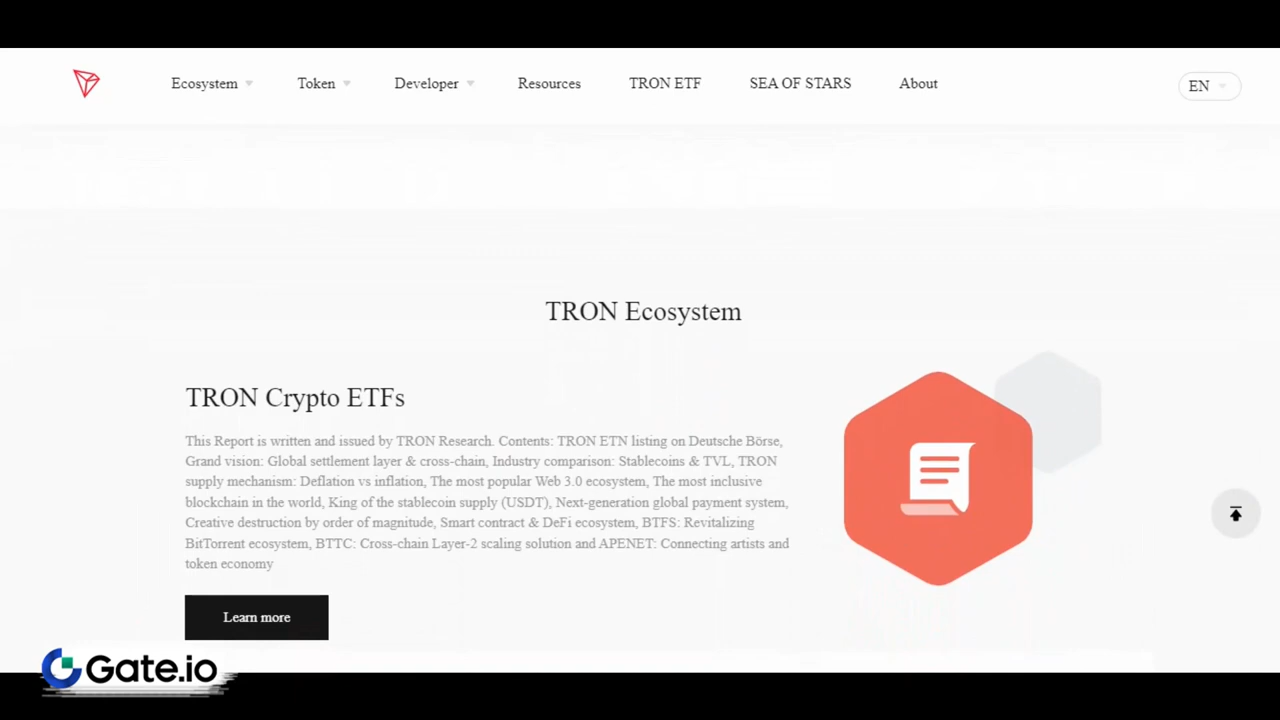 Ecosystem Token Developer Resources TRON ETF SEA OF STARS About EN
TRON Ecosystem
TRON Crypto ETFs
This Report is written and issued by TRON Research. Contents: TRON ETN listing on Deutsche Börse,
Grand vision: Global settlement layer & cross-chain, Industry comparison: Stablecoins & TVL, TRON
supply mechanism: Deflation vs inflation, The most popular Web 3.0 ecosystem, The most inclusive
blockchain in the world, King of the stablecoin supply (USDT), Next-generation global payment system,
Creative destruction by order of magnitude, Smart contract & DeFi ecosystem, BTFS: Revitalizing
BitTorrent ecosystem, BTTC: Cross-chain Layer-2 scaling solution and APENET: Connecting artists and
token economy
Learn more
Gate.io